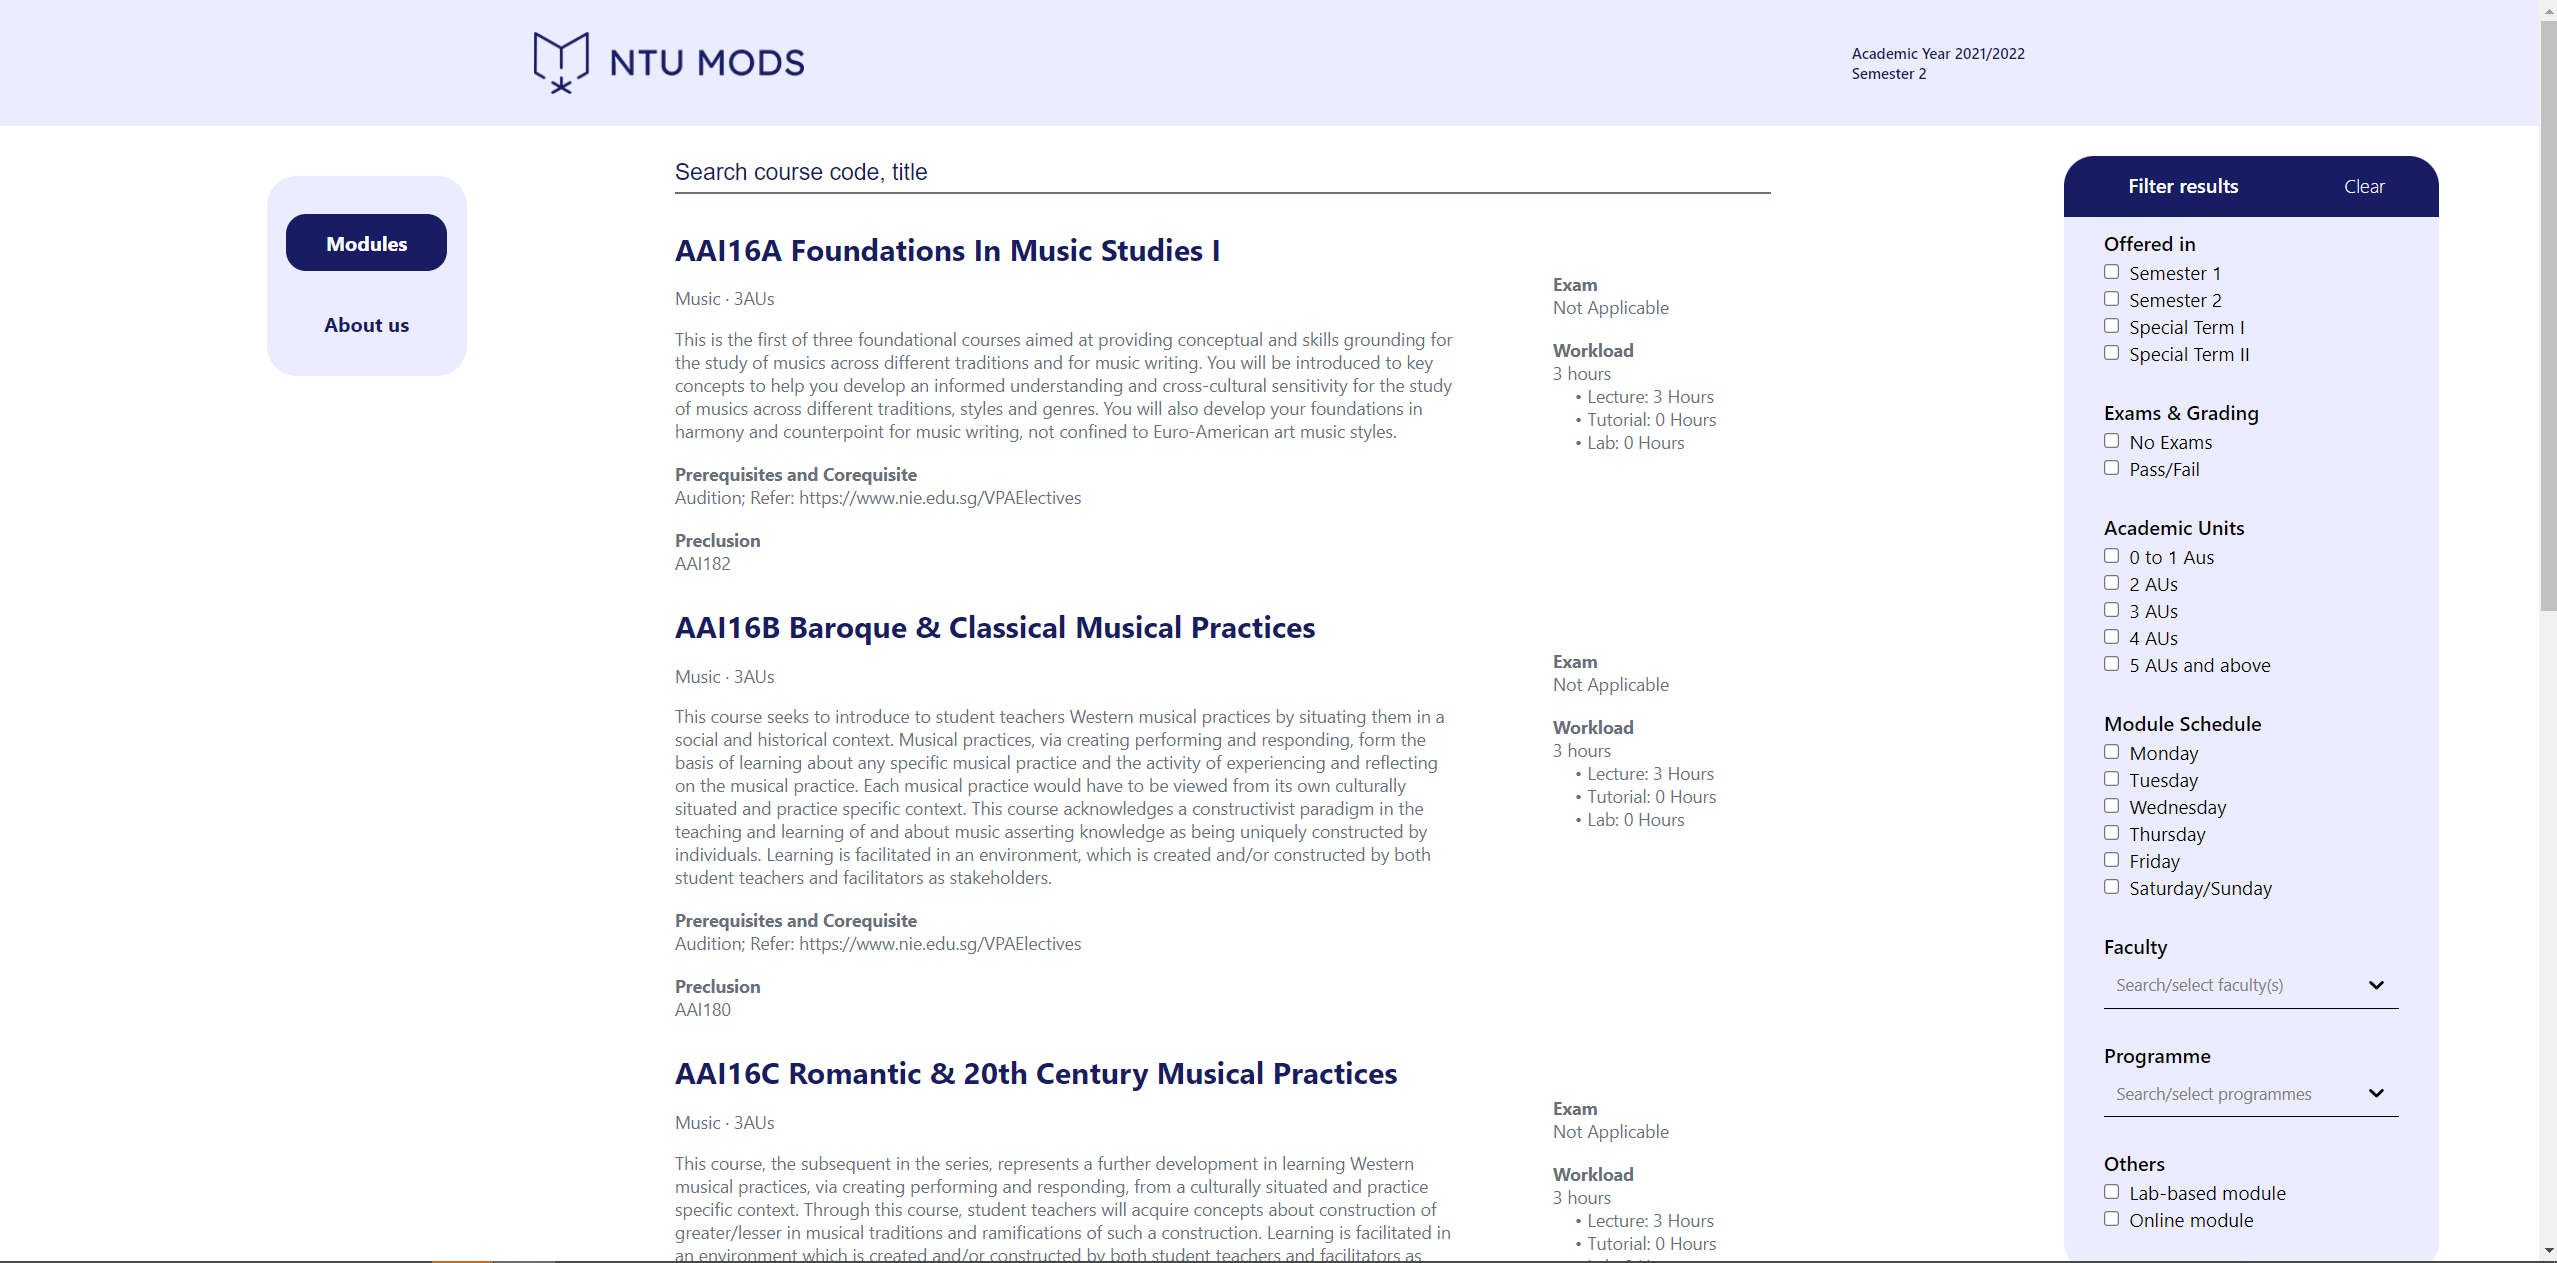 NTU MODS
Academic Year 2021/2022
Semester 2
Modules
About us
Search course code, title
AAI16A Foundations In Music Studies I
Music · 3AUs
This is the first of three foundational courses aimed at providing conceptual and skills grounding for
the study of musics across different traditions and for music writing. You will be introduced to key
concepts to help you develop an informed understanding and cross-cultural sensitivity for the study
of musics across different traditions, styles and genres. You will also develop your foundations in
harmony and counterpoint for music writing, not confined to Euro-American art music styles.
Prerequisites and Corequisite
Audition; Refer: https://www.nie.edu.sg/VPAElectives
Preclusion
AAI182
Exam
Not Applicable
Workload
3 hours
• Lecture: 3 Hours
• Tutorial: 0 Hours
• Lab: 0 Hours
AAI16B Baroque & Classical Musical Practices
Music · 3AUs
This course seeks to introduce to student teachers Western musical practices by situating them in a
social and historical context. Musical practices, via creating performing and responding, form the
basis of learning about any specific musical practice and the activity of experiencing and reflecting
on the musical practice. Each musical practice would have to be viewed from its own culturally
situated and practice specific context. This course acknowledges a constructivist paradigm in the
teaching and learning of and about music asserting knowledge as being uniquely constructed by
individuals. Learning is facilitated in an environment, which is created and/or constructed by both
student teachers and facilitators as stakeholders.
Prerequisites and Corequisite
Audition; Refer: https://www.nie.edu.sg/VPAElectives
Preclusion
AAI180
Exam
Not Applicable
Workload
3 hours
• Lecture: 3 Hours
• Tutorial: 0 Hours
• Lab: 0 Hours
AAI16C Romantic & 20th Century Musical Practices
Music · 3AUs
This course, the subsequent in the series, represents a further development in learning Western
musical practices, via creating performing and responding, from a culturally situated and practice
specific context. Through this course, student teachers will acquire concepts about construction of
greater/lesser in musical traditions and ramifications of such a construction. Learning is facilitated in
an environment which is created and/or constructed by both student teachers and facilitators as
Exam
Not Applicable
Workload
3 hours
• Lecture: 3 Hours
• Tutorial: 0 Hours
Filter results
Clear
Offered in
Semester 1
Semester 2
Special Term I
Special Term II
Exams & Grading
No Exams
Pass/Fail
Academic Units
0 to 1 Aus
2 AUs
3 AUs
4 AUs
5 AUs and above
Module Schedule
Monday
Tuesday
Wednesday
Thursday
Friday
Saturday/Sunday
Faculty
Search/select faculty(s)
Programme
Search/select programmes
Others
Lab-based module
Online module